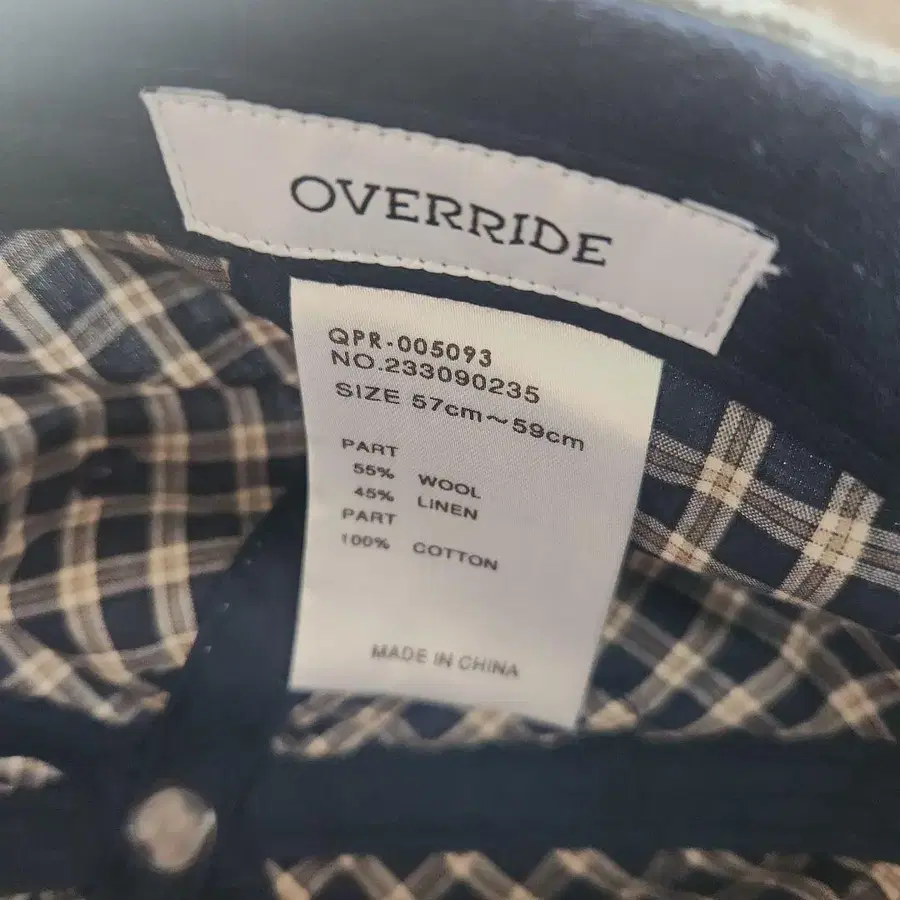 OVERRIDE
QPR-005093
NO.233090235
SIZE 57cm～59cm
PART
55% WOOL
45% LINEN
PART
100% COTTON
MADE IN CHINA